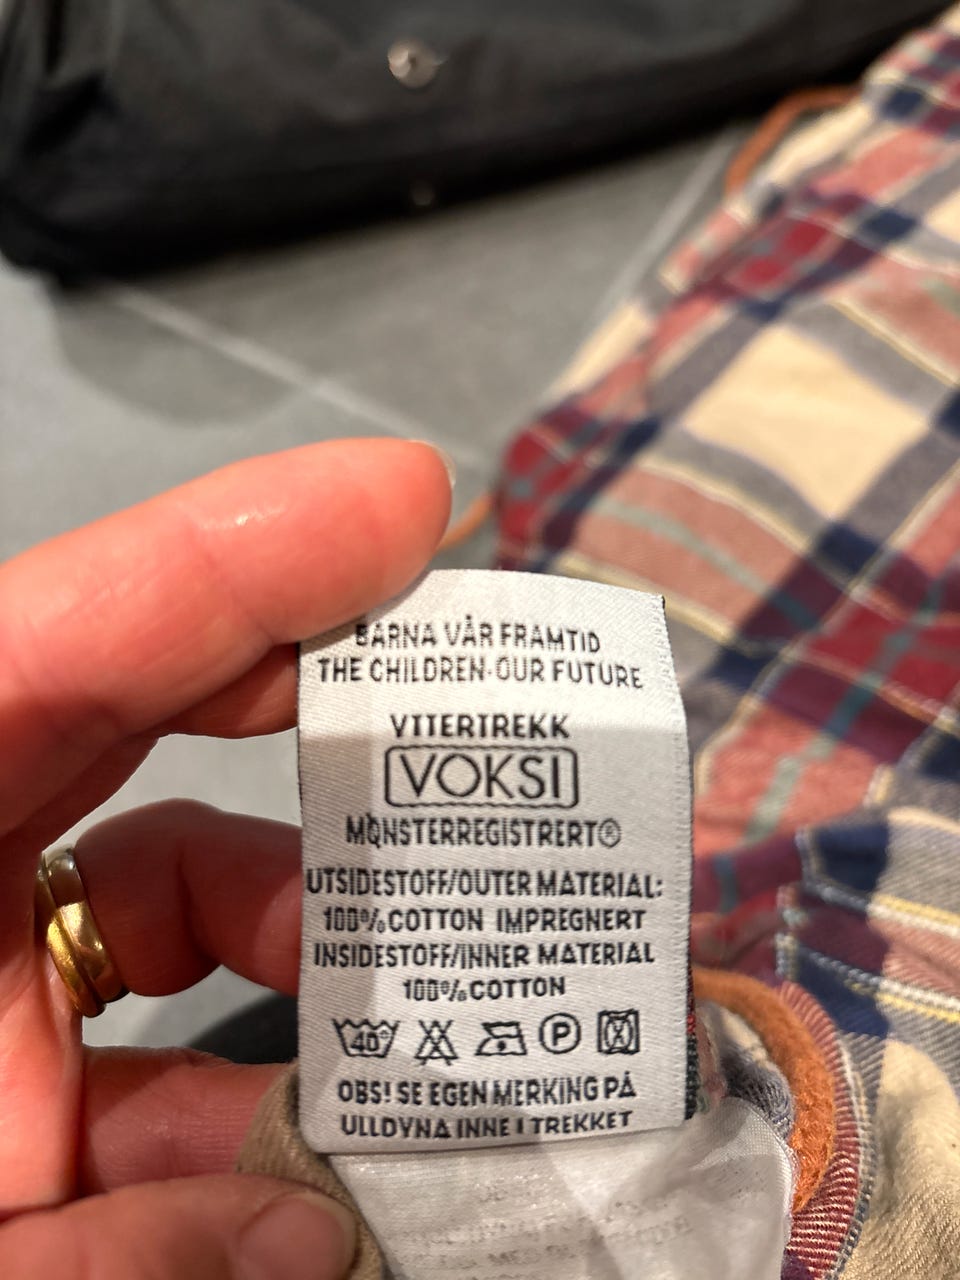 BARNA VÅR FRAMTID
THE CHILDREN-OUR FUTURE
YTTERTREKK
VOKSI
MØNSTERREGISTRERT®
UTSIDESTOFF/OUTER MATERIAL:
100% COTTON IMPREGNERT
INSIDESTOFF/INNER MATERIAL
100% COTTON
40° P
OBS! SE EGEN MERKING PÅ
ULLDYNA INNE I TREKKET